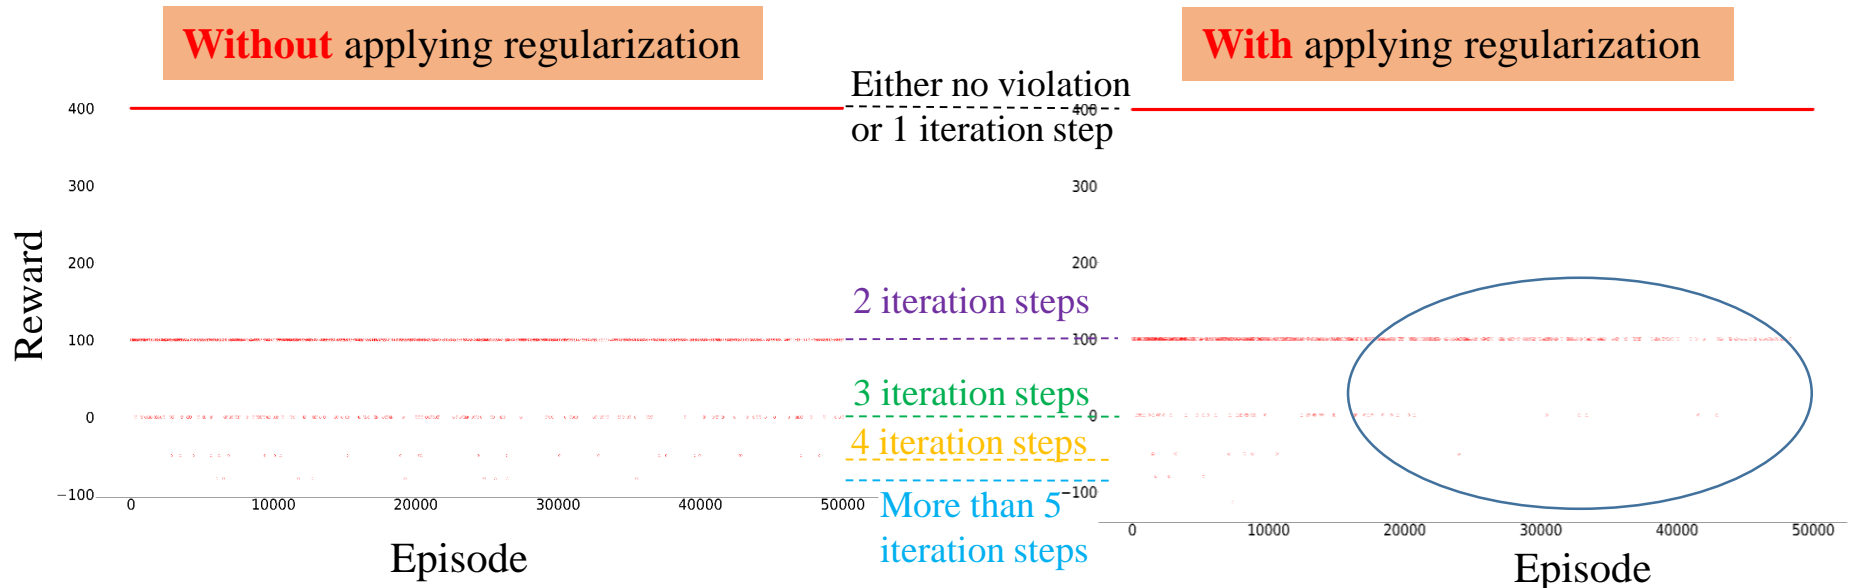 Without applying regularization
With applying regularization
Reward
400
300
200
100
0
−100
0 10000 20000 30000 40000 50000
Episode
Either no violation
or 1 iteration step
2 iteration steps
3 iteration steps
4 iteration steps
More than 5
iteration steps
400
300
200
100
0
−100
0 10000 20000 30000 40000 50000
Episode